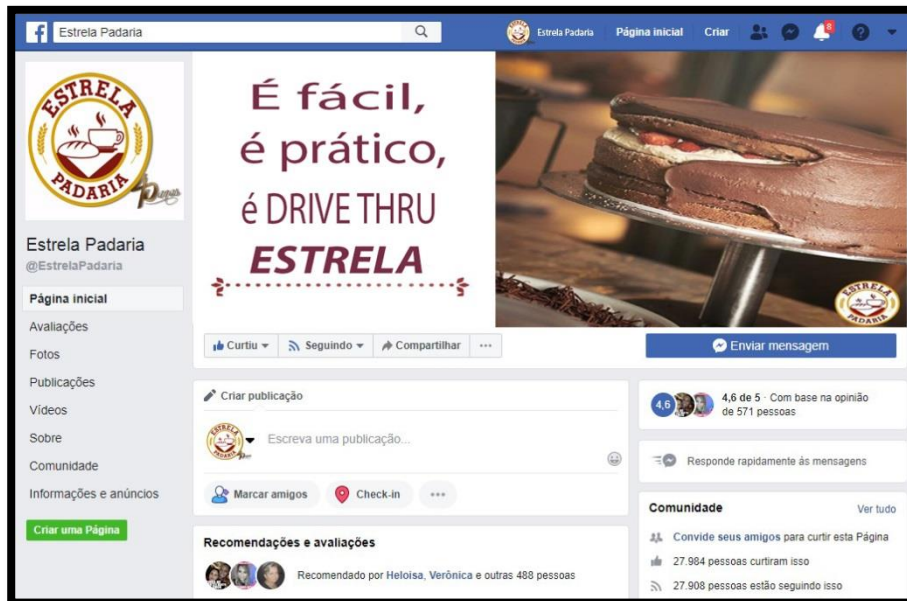 Estrela Padaria
Estrela Padaria
Página inicial
Criar
8
ESTRELA
PADARIA
Estrela Padaria
@EstrelaPadaria
Página inicial
Avaliações
Fotos
Publicações
Vídeos
Sobre
Comunidade
Informações e anúncios
Criar uma Página
É fácil,
é prático,
é DRIVE THRU
ESTRELA
ESTRELA
PADARIA
Curtiu
Seguindo
Compartilhar
Enviar mensagem
Criar publicação
Escreva uma publicação...
Marcar amigos
Check-in
Recomendações e avaliações
Recomendado por Heloisa, Verônica e outras 488 pessoas
4,6
4,6 de 5 · Com base na opinião
de 571 pessoas
Responde rapidamente às mensagens
Comunidade
Ver tudo
Convide seus amigos para curtir esta Página
27.984 pessoas curtiram isso
27.908 pessoas estão seguindo isso